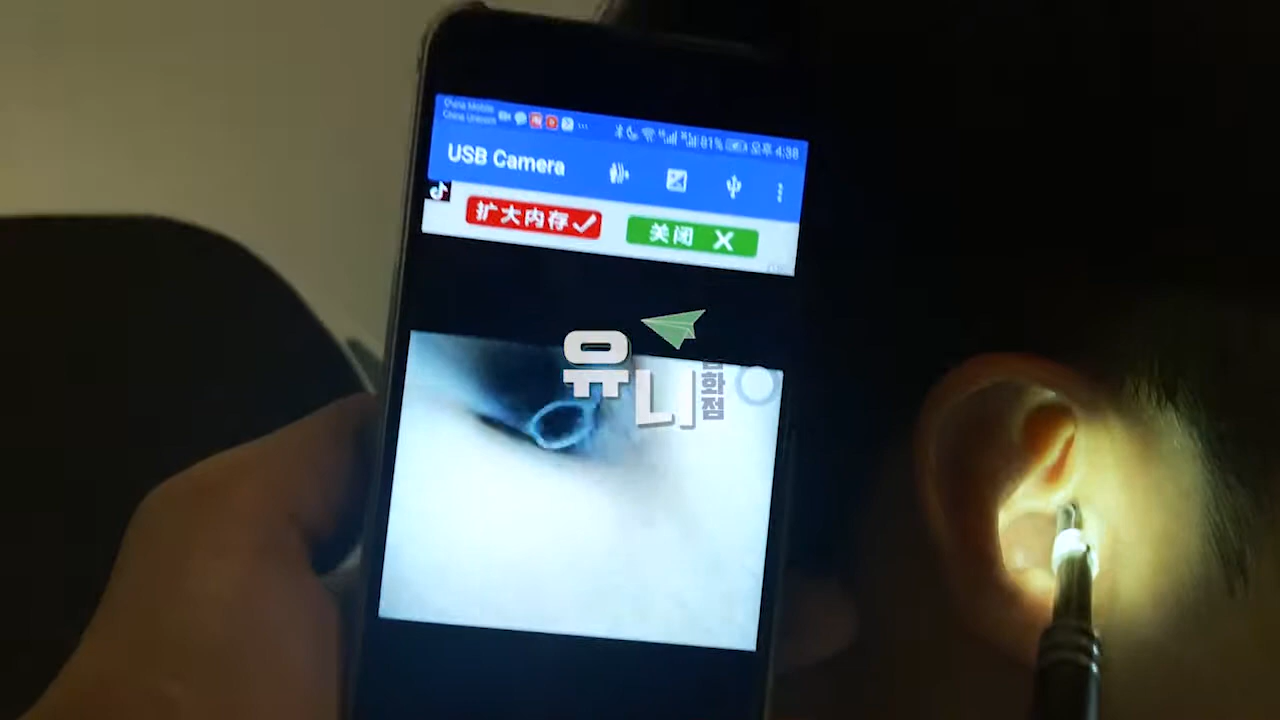 China Mobile
China Unicom
81% 오후 4:38
USB Camera
扩大内存
关闭
유니
화점